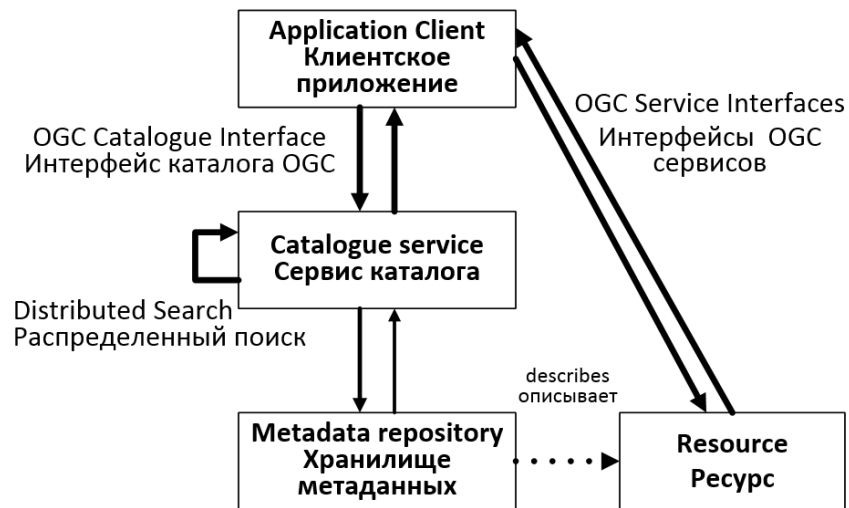 Application Client
Клиентское
приложение
OGC Catalogue Interface
Интерфейс каталога OGC
OGC Service Interfaces
Интерфейсы OGC
сервисов
Catalogue service
Сервис каталога
Distributed Search
Распределенный поиск
describes
описывает
Metadata repository
Хранилище
метаданных
Resource
Ресурс